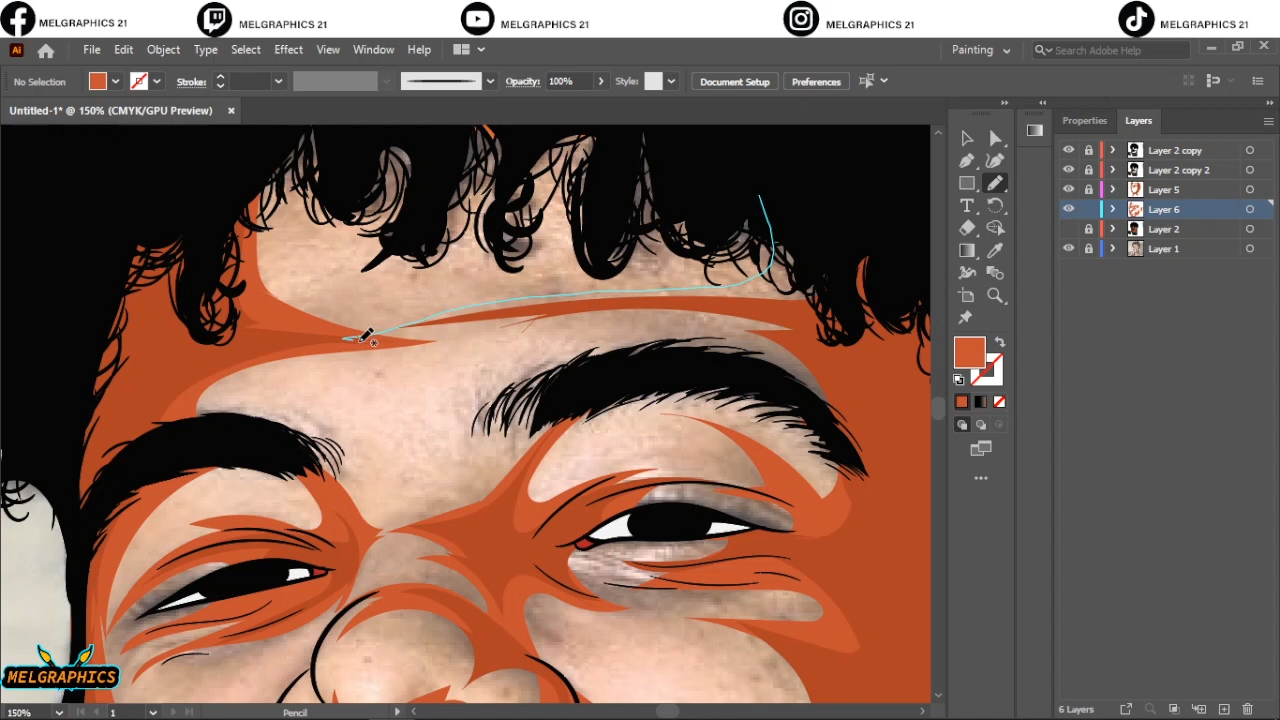 MELGRAPHICS 21 MELGRAPHICS 21 MELGRAPHICS 21 MELGRAPHICS 21 MELGRAPHICS 21
Ai File Edit Object Type Select Effect View Window Help Painting Search Adobe Help
No Selection Stroke: Opacity: 100% Style: Document Setup Preferences
Untitled-1* @ 150% (CMYK/GPU Preview)
Properties Layers
Layer 2 copy
Layer 2 copy 2
Layer 5
Layer 6
Layer 2
Layer 1
MELGRAPHICS
150% 1 Pencil 6 Layers